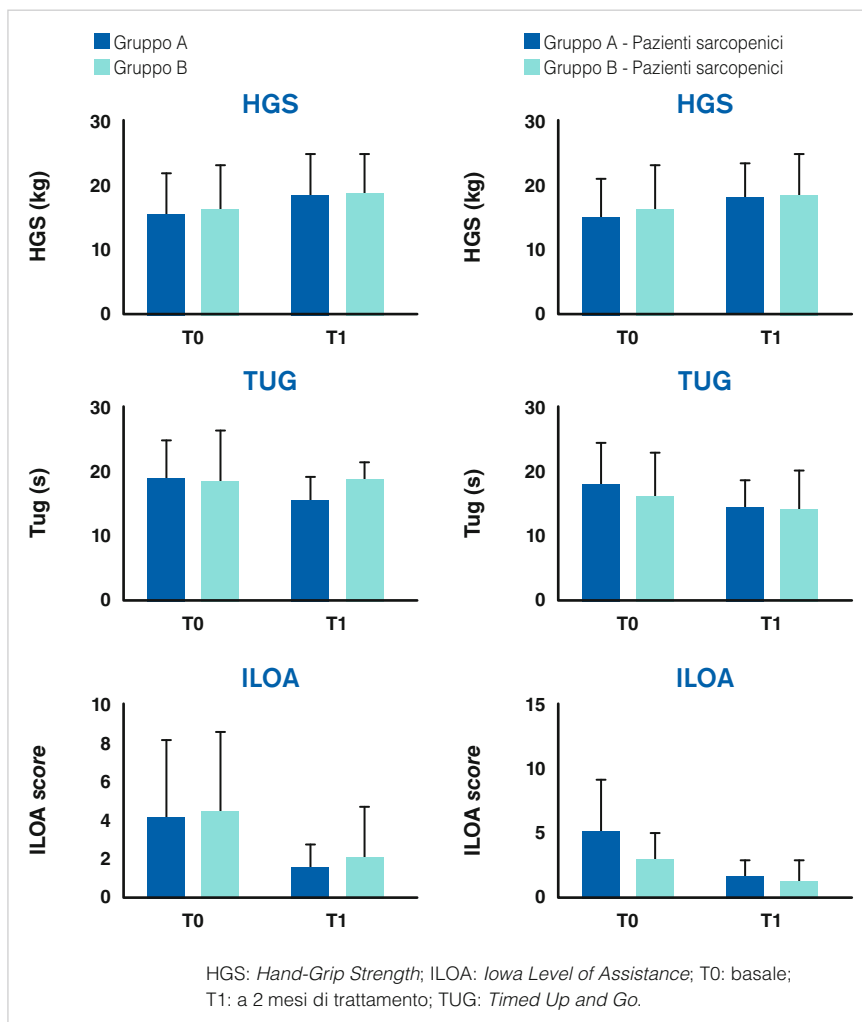 Gruppo A
Gruppo B
Gruppo A - Pazienti sarcopenici
Gruppo B - Pazienti sarcopenici
HGS
HGS (kg)
30
20
10
0
T0
T1
HGS
HGS (kg)
30
20
10
0
T0
T1
TUG
Tug (s)
30
20
10
0
T0
T1
TUG
Tug (s)
30
20
10
0
T0
T1
ILOA
ILOA score
10
8
6
4
2
0
T0
T1
ILOA
ILOA score
15
10
5
0
T0
T1
HGS: Hand-Grip Strength; ILOA: Iowa Level of Assistance; T0: basale;
T1: a 2 mesi di trattamento; TUG: Timed Up and Go.